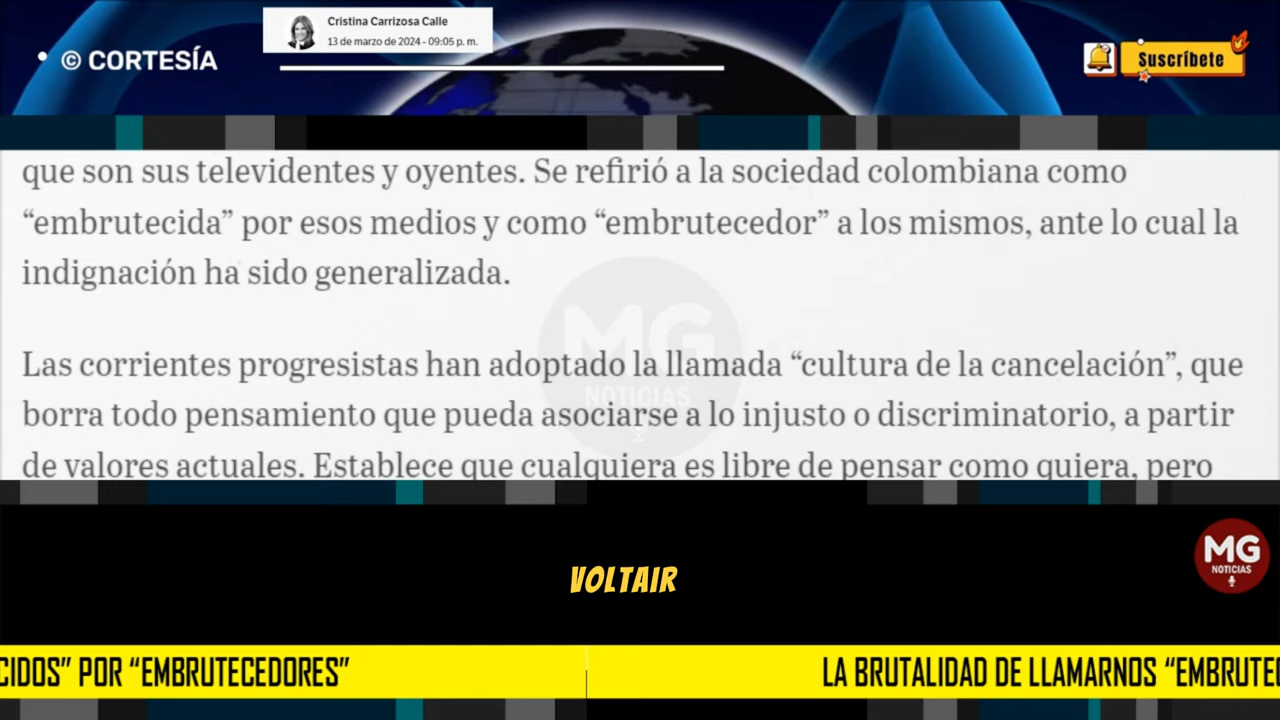 Cristina Carrizosa Calle
13 de marzo de 2024 - 09:05 p. m.
© CORTESÍA
Suscríbete
que son sus televidentes y oyentes. Se refirió a la sociedad colombiana como
“embrutecida” por esos medios y como “embrutecedor” a los mismos, ante lo cual la
indignación ha sido generalizada.
Las corrientes progresistas han adoptado la llamada “cultura de la cancelación”, que
borra todo pensamiento que pueda asociarse a lo injusto o discriminatorio, a partir
de valores actuales. Establece que cualquiera es libre de pensar como quiera, pero
MG
NOTICIAS
VOLTAIR
MG
NOTICIAS
CIDOS” POR “EMBRUTECEDORES”
LA BRUTALIDAD DE LLAMARNOS “EMBRUTEC